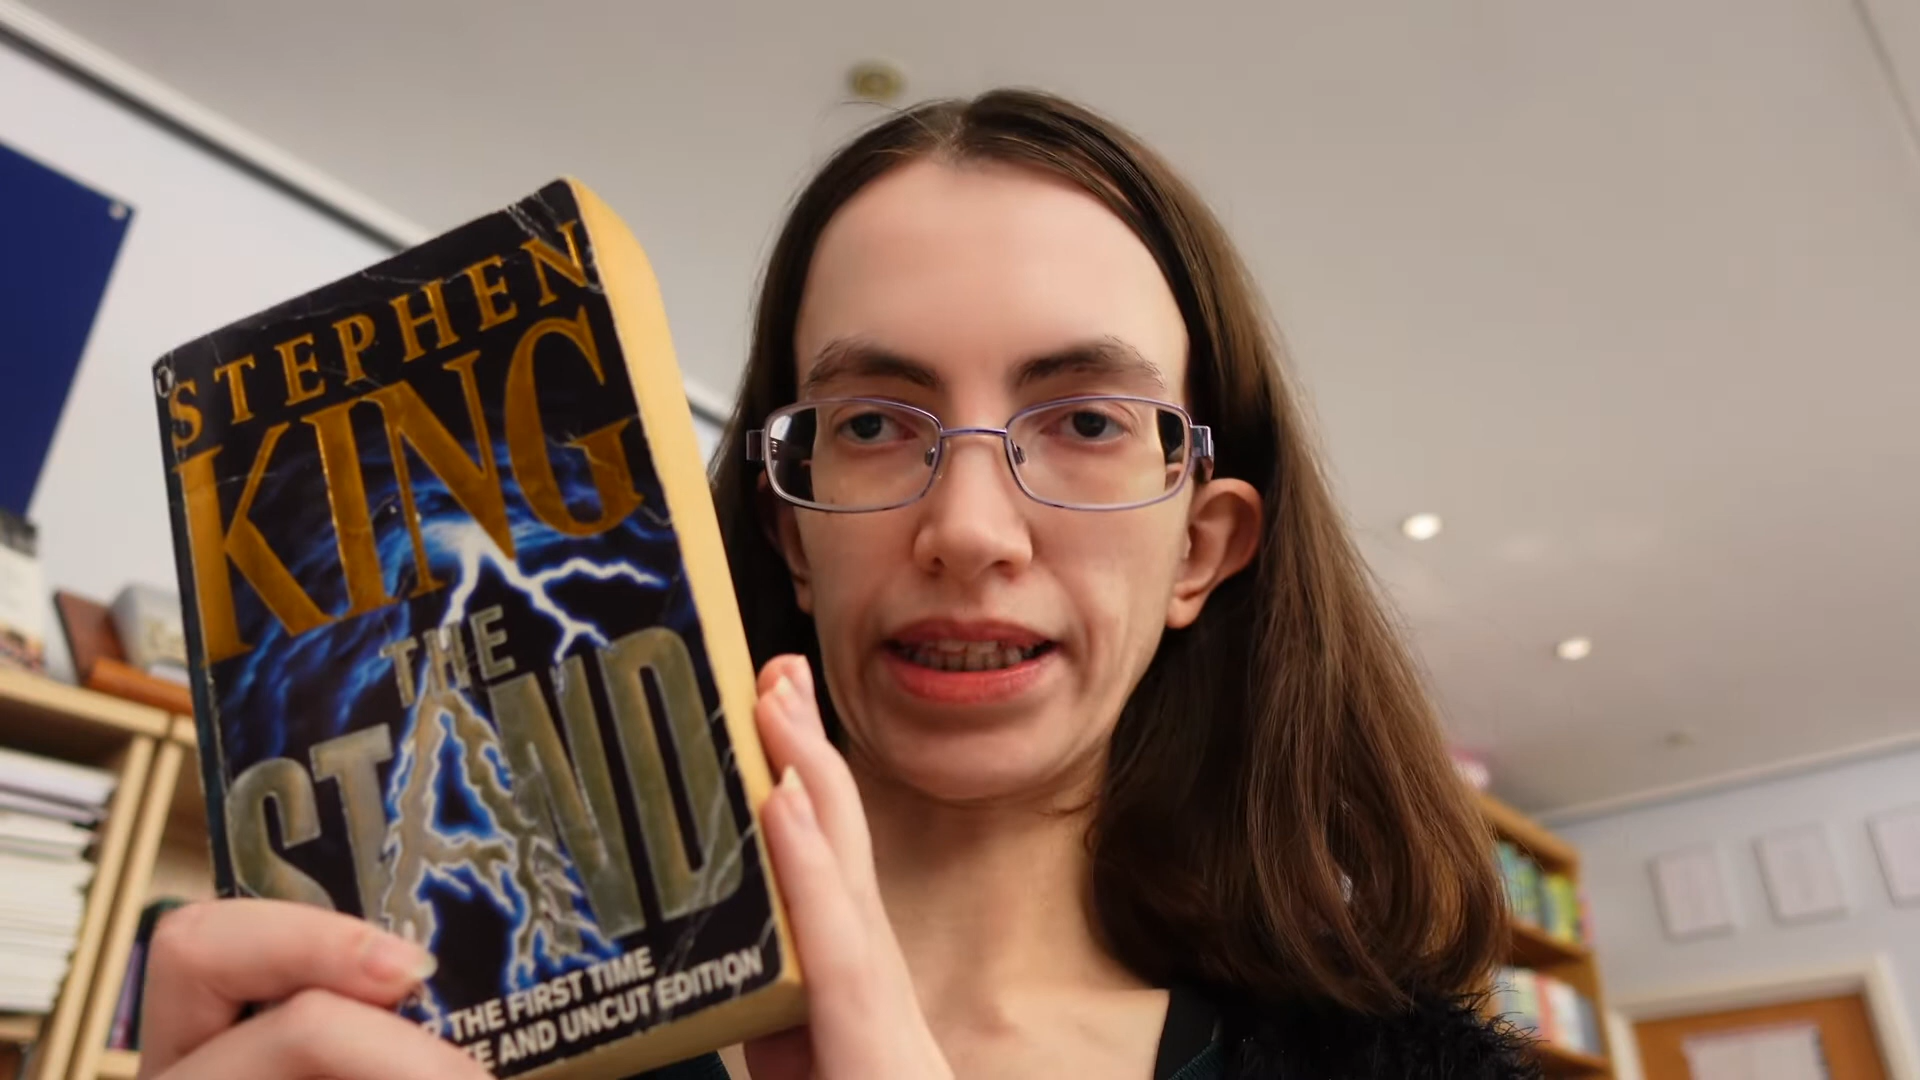 STEPHEN
KING
THE
STAND
THE FIRST TIME
AND UNCUT EDITION